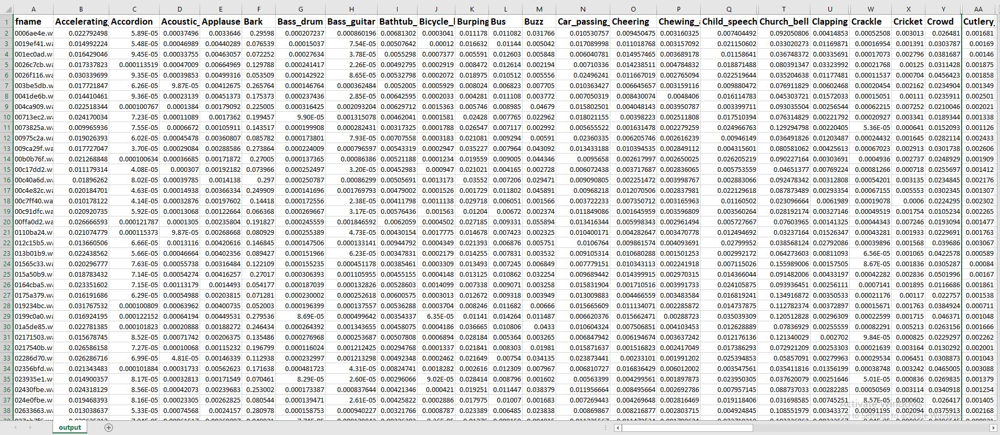 A B C D E F G H I J K L M N O P Q T U W X Y AA
1 fname Accelerating_ Accordion Acoustic_ Applause Bark Bass_drum Bass_guitar Bathtub_ Bicycle_ Burping Bus Buzz Car_passing_ Cheering Chewing_ Child_speech Church_bell Clapping Crackle Cricket Crowd Cutlery_
2 0006ae4e.w 0.022792498 5.89E-05 0.00037496 0.0033646 0.29598 0.000207237 0.000860196 0.00681302 0.0003041 0.011178 0.011082 0.031766 0.010530757 0.009450475 0.003160325 0.007404492 0.092050806 0.00414853 0.00052508 0.003013 0.026481 0.001681
3 0019ef41.wa 0.014992224 5.48E-05 0.00046989 0.00440289 0.076539 0.00015037 7.54E-05 0.00507642 0.00012 0.016632 0.01144 0.005042 0.017089998 0.011018768 0.003157092 0.021150602 0.033020273 0.01169871 0.00016954 0.001391 0.0303787 0.00169
4 001ec0ad.w 0.016429046 9.45E-05 0.00033755 0.00463057 0.072252 0.00027634 3.78E-05 0.0055298 0.0007377 0.005591 0.012603 0.005848 0.006040781 0.014957465 0.003689178 0.01158641 0.036748372 0.00335691 0.00017073 0.002796 0.0381687 0.00146
5 0026c7cb.w 0.017337823 0.000113519 0.00047009 0.00664969 0.129788 0.000241417 2.26E-05 0.00492795 0.0002919 0.008472 0.012614 0.002194 0.00710336 0.014238511 0.004784832 0.018871488 0.080391347 0.03323992 0.00021768 0.00125 0.0311428 0.001875
6 0026f116.wa 0.030339699 9.35E-05 0.00039853 0.00499316 0.053509 0.000142922 8.65E-05 0.00532798 0.0002072 0.018975 0.010512 0.005556 0.02496241 0.011667019 0.002765094 0.022519644 0.035204638 0.01177481 0.00011537 0.000704 0.0456423 0.001858
7 003be5db.w 0.017721847 6.26E-05 9.87E-05 0.00412675 0.265764 0.000146764 0.000362484 0.0052005 0.0005929 0.008024 0.006823 0.007705 0.010363427 0.006645657 0.003159116 0.009880472 0.076911829 0.00602468 0.00020454 0.002162 0.0234904 0.001349
8 0041de6b.w 0.014410461 9.36E-05 0.00023139 0.00451373 0.175373 0.000237436 2.85E-05 0.00642595 0.0002033 0.004281 0.011108 0.003772 0.007050319 0.008430074 0.0048406 0.016114783 0.045303721 0.01572033 0.00015051 0.00111 0.0235911 0.002501
9 004ca909.w 0.022518344 0.000100767 0.0001384 0.00179092 0.225005 0.000316425 0.002093204 0.00629712 0.0015363 0.005746 0.008985 0.04679 0.015802501 0.004048143 0.003950787 0.003399711 0.093035504 0.00256544 0.00062215 0.007252 0.0210046 0.002021
10 00713ec2.w 0.024170034 7.23E-05 0.00011089 0.0017362 0.199457 9.90E-05 0.001315078 0.00462041 0.0001581 0.02428 0.007765 0.022962 0.018021155 0.00398223 0.002511808 0.017510394 0.076314829 0.00221792 0.00020927 0.003341 0.0189344 0.001338
11 0073825a.w 0.009965936 7.55E-05 0.0006672 0.00105911 0.143517 0.000199908 0.000282431 0.00317325 0.0001788 0.026547 0.007117 0.002992 0.005655522 0.001631478 0.002279259 0.024966763 0.129294798 0.00220405 5.36E-05 0.000641 0.0152093 0.001126
12 00975c2a.wa 0.019026393 6.02E-05 0.00045478 0.00360807 0.085782 0.000173801 7.93E-05 0.00707558 0.0003183 0.021081 0.009294 0.00591 0.02360335 0.006205746 0.002616239 0.00946149 0.036491826 0.01203487 0.00024432 0.001645 0.0282114 0.002433
13 009ca29f.wa 0.017727047 3.70E-05 0.00029084 0.00288586 0.273864 0.000224009 0.000796597 0.00543319 0.0002947 0.035227 0.007964 0.043092 0.013433188 0.010394535 0.002849112 0.004315601 0.080581062 0.00425613 0.00067023 0.002913 0.0301738 0.002606
14 00b0b76f.wa 0.021268848 0.000100634 0.00036685 0.00171872 0.27005 0.000137365 0.00086386 0.00521188 0.0001234 0.019559 0.009005 0.044346 0.0095658 0.002617997 0.002650025 0.026205219 0.090227164 0.00303691 0.0004936 0.002737 0.0248929 0.001909
15 00c17dd2.w 0.011179314 4.08E-05 0.000307 0.00192182 0.073966 0.000252497 3.20E-05 0.00452983 0.000947 0.021021 0.004165 0.002728 0.006072438 0.003717687 0.002836065 0.005753559 0.04651377 0.00769224 0.00081266 0.000718 0.0255697 0.001412
16 00c40a6d.w 0.01896262 8.02E-05 0.00039785 0.0014138 0.297 0.000250787 0.00086299 0.00505691 0.0013173 0.03552 0.007206 0.029471 0.009090805 0.002251472 0.003998767 0.002883066 0.092478342 0.00312808 0.00054201 0.003135 0.0234845 0.002176
17 00c4e82c.w 0.020184701 4.63E-05 0.00014938 0.00366334 0.249909 0.000141696 0.001769793 0.00479002 0.0001526 0.001729 0.011802 0.045891 0.00968218 0.012070506 0.002837981 0.022129618 0.087873489 0.00293354 0.00067155 0.005553 0.0302345 0.001307
18 00c7ff40.wa 0.010178122 4.14E-05 0.00032876 0.00197602 0.14418 0.000172556 2.38E-05 0.00411798 0.0011138 0.029718 0.006051 0.001566 0.003722233 0.007350712 0.003165963 0.01160502 0.023096664 0.0061989 0.00019078 0.0006 0.0224295 0.002302
19 00c91dfc.wa 0.020920735 5.92E-05 0.00013068 0.00122664 0.066368 0.000269667 3.17E-05 0.00576436 0.001563 0.01204 0.00672 0.002374 0.011849086 0.001645959 0.003596809 0.003560264 0.028192174 0.00327146 0.00049519 0.001754 0.0105234 0.002265
20 00ffa0d2.wa 0.026666593 0.000121787 0.0001305 0.00235804 0.191827 0.000245559 0.001846592 0.0062059 0.0004502 0.027185 0.009331 0.055894 0.013416344 0.005998343 0.002961494 0.005727667 0.07603965 0.00141325 0.00044343 0.007246 0.0193094 0.001477
21 0110ba24.w 0.021074779 0.000115373 9.87E-05 0.00268668 0.080929 0.000255389 4.73E-05 0.00430154 0.0017775 0.014678 0.007423 0.002325 0.010400171 0.004282647 0.003470778 0.012494692 0.03237164 0.01526347 0.00043281 0.001933 0.0229691 0.001763
22 012c15b5.w 0.013660506 6.66E-05 0.0013116 0.00420616 0.146845 0.000147506 0.000133141 0.00944792 0.0004349 0.021393 0.006876 0.005751 0.0106764 0.009861574 0.004093691 0.02799952 0.038568124 0.02792086 0.00039896 0.001568 0.039686 0.003067
23 013b01b9.w 0.022438562 5.66E-05 0.00046664 0.00402356 0.089427 0.000151966 6.23E-05 0.00347831 0.0002179 0.014255 0.007831 0.003532 0.009105314 0.010680288 0.001501253 0.002992172 0.064273603 0.00811093 6.56E-05 0.001065 0.0422578 0.000589
24 01565c33.w 0.020296777 7.63E-05 0.00055738 0.00316484 0.122109 0.000155235 0.000451178 0.00385461 0.0003309 0.013493 0.007245 0.006849 0.007779151 0.010343113 0.002241918 0.007115026 0.155989006 0.00157505 8.67E-05 0.001836 0.0305287 0.00084
25 015a50b9.w 0.018783432 7.14E-05 0.00054274 0.00416257 0.27017 0.000306393 0.001105955 0.00455155 0.0004148 0.013125 0.010862 0.032254 0.009689442 0.014399915 0.002970315 0.014366044 0.091482006 0.00433197 0.00042282 0.002836 0.0501996 0.00167
26 0164cba5.w 0.023351602 7.15E-05 0.00113179 0.0014493 0.054177 0.000187039 0.000132826 0.00528603 0.0014099 0.007338 0.009071 0.003258 0.015831904 0.001710516 0.003991733 0.024105875 0.093936451 0.00256111 0.0007141 0.001895 0.0116686 0.001861
27 0175a379.w 0.016191686 6.29E-05 0.00054988 0.00203815 0.071281 0.000230002 0.000252618 0.00600575 0.0003013 0.012672 0.009318 0.003949 0.013009883 0.004466559 0.003483584 0.016819241 0.134916872 0.00350533 0.00021176 0.00117 0.022757 0.001538
28 019234bc.w 0.031767532 0.000100809 0.00063962 0.00400735 0.052003 0.000196399 0.000137557 0.00536288 0.0003704 0.008246 0.011682 0.00666 0.015665609 0.011134071 0.002285872 0.014737875 0.112782374 0.00372897 0.00015671 0.001763 0.0384924 0.000711
29 0199c0a0.wa 0.016924195 0.000122152 0.00064194 0.00449531 0.279536 8.69E-05 0.000499642 0.00354337 6.35E-05 0.01141 0.014264 0.011487 0.006620376 0.015662471 0.00288723 0.035039309 0.120512828 0.00296309 0.00022599 0.001715 0.046371 0.001048
30 01a5de85.w 0.022781385 0.000101823 0.00020888 0.00188272 0.246434 0.000264392 0.001343655 0.00458075 0.0004186 0.036665 0.010806 0.0433 0.010604324 0.007506851 0.004103453 0.012628889 0.07836929 0.00255559 0.00082291 0.005213 0.0263156 0.001666
31 02171503.w 0.015678745 8.52E-05 0.00071742 0.00206375 0.135486 0.000276968 0.000253687 0.00507808 0.0006894 0.028184 0.005364 0.003265 0.006847942 0.006194674 0.003637242 0.012176136 0.121340029 0.002702 9.84E-05 0.000825 0.0229297 0.002262
32 0217540b.w 0.026586158 7.27E-05 0.00010068 0.00115232 0.196799 0.000116024 0.001212425 0.00294768 0.0001337 0.021841 0.008303 0.01981 0.015871637 0.001516823 0.002417049 0.017386293 0.072921209 0.00253303 0.00021639 0.003164 0.0130292 0.002001
33 02286d70.w 0.026286716 6.99E-05 4.81E-05 0.00146339 0.112938 0.000232997 0.001213298 0.00492348 0.0002462 0.021649 0.00754 0.034135 0.023873441 0.00233101 0.001991202 0.025394853 0.05857091 0.00279963 0.00029534 0.006451 0.0308873 0.001043
34 02356bfd.w 0.021343483 0.000101884 0.00031733 0.00562623 0.171638 0.000481723 4.31E-05 0.00824741 0.0018282 0.002616 0.012309 0.007967 0.006810727 0.016836429 0.006012002 0.003547561 0.035411816 0.01356199 0.00038748 0.003242 0.0465005 0.003088
35 023935e1.w 0.014900357 8.17E-05 0.00032813 0.00171549 0.070461 8.29E-05 2.60E-05 0.00296066 9.02E-05 0.028414 0.008796 0.001602 0.00563399 0.004299561 0.001897873 0.023950305 0.037620079 0.00251646 5.01E-05 0.000836 0.0269835 0.001379
36 02430fbe.w 0.024318129 8.56E-05 0.00042073 0.00239683 0.253002 0.000173387 0.000837644 0.00421346 0.000421 0.019251 0.011447 0.038379 0.011956664 0.008495664 0.002692786 0.007957145 0.088737033 0.00282285 0.00050569 0.003114 0.0340918 0.001254
37 024e0fbe.w 0.019468393 8.16E-05 0.00023305 0.00262825 0.080544 0.000139471 2.61E-05 0.00425822 0.0002886 0.017975 0.01007 0.001683 0.007269443 0.004269648 0.002816469 0.019118406 0.031698585 0.0074525 8.57E-05 0.000602 0.026417 0.001405
38 02633663.w 0.013038637 5.33E-05 0.00074568 0.0024157 0.280978 0.000158753 0.000940227 0.00321766 0.0008787 0.023389 0.006485 0.023838 0.00869867 0.008216877 0.002803715 0.004924845 0.108551979 0.00343372 0.00091195 0.002094 0.0375913 0.002168
Activate Windows
Go to Settings to activate Windows.
output